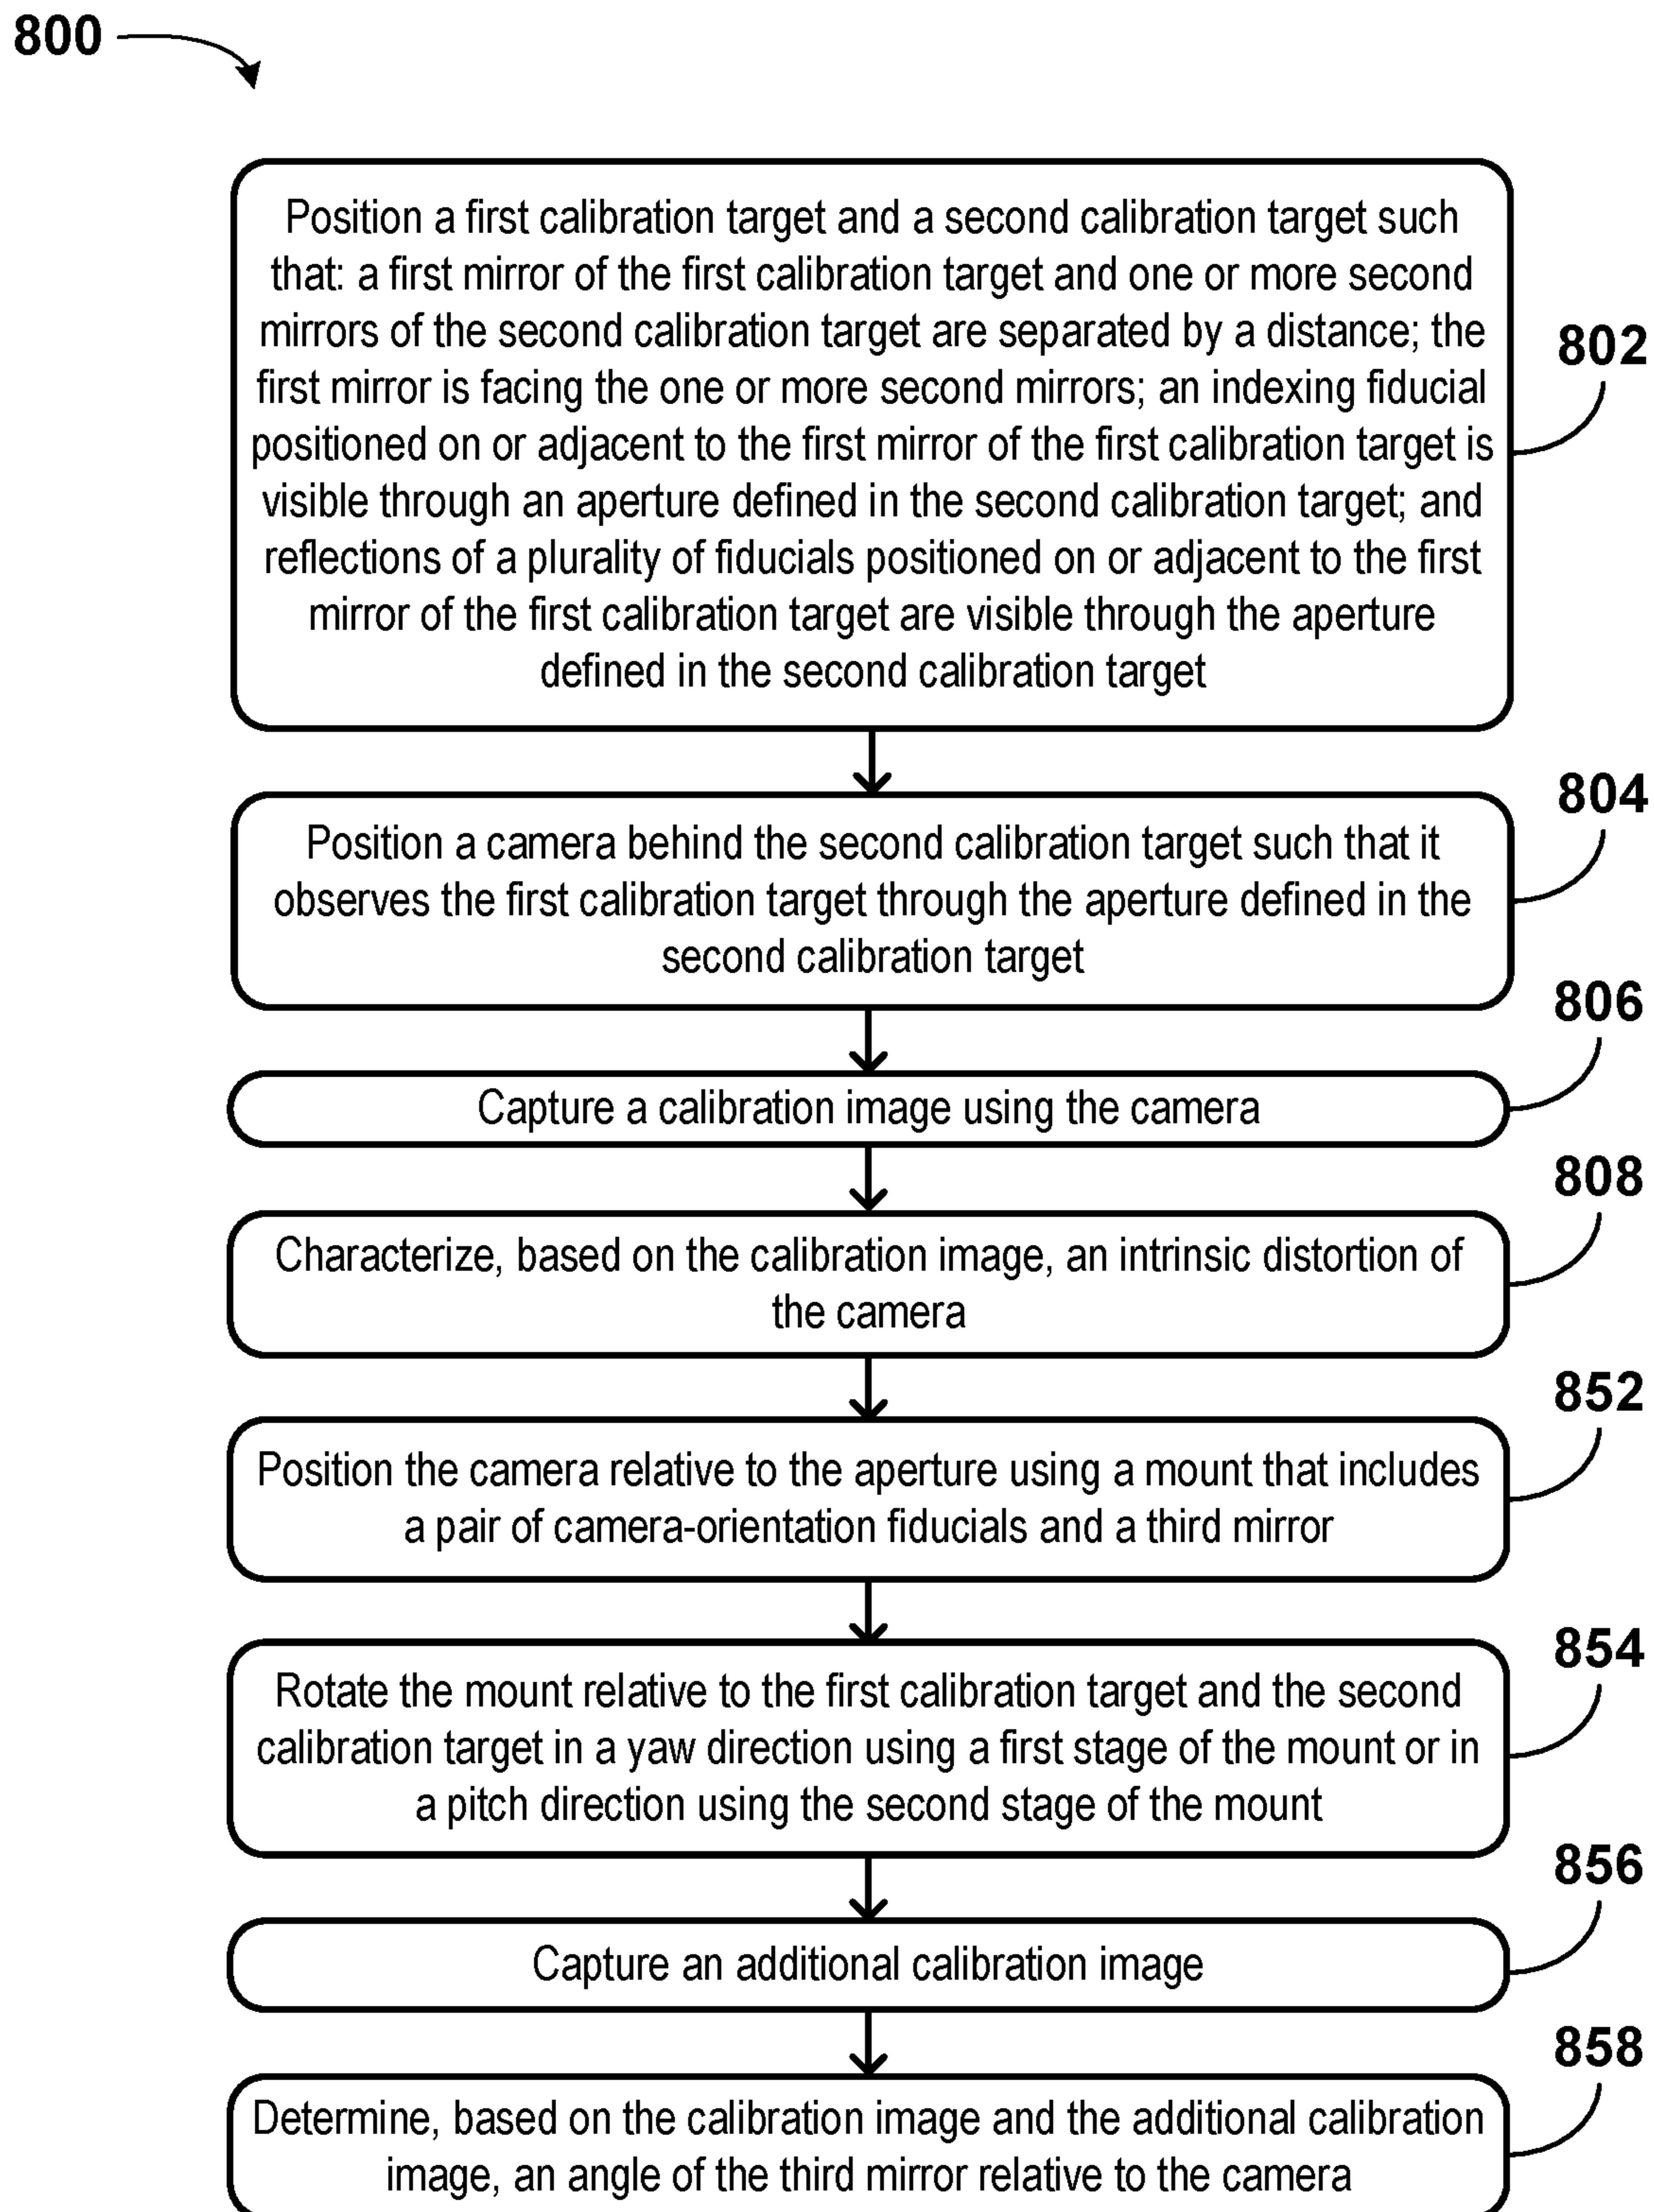 800
Position a first calibration target and a second calibration target such
that: a first mirror of the first calibration target and one or more second
mirrors of the second calibration target are separated by a distance; the
first mirror is facing the one or more second mirrors; an indexing fiducial
positioned on or adjacent to the first mirror of the first calibration target is
visible through an aperture defined in the second calibration target; and
reflections of a plurality of fiducials positioned on or adjacent to the first
mirror of the first calibration target are visible through the aperture
defined in the second calibration target
802
Position a camera behind the second calibration target such that it
observes the first calibration target through the aperture defined in the
second calibration target
804
Capture a calibration image using the camera
806
Characterize, based on the calibration image, an intrinsic distortion of
the camera
808
Position the camera relative to the aperture using a mount that includes
a pair of camera-orientation fiducials and a third mirror
852
Rotate the mount relative to the first calibration target and the second
calibration target in a yaw direction using a first stage of the mount or in
a pitch direction using the second stage of the mount
854
Capture an additional calibration image
856
Determine, based on the calibration image and the additional calibration
image, an angle of the third mirror relative to the camera
858